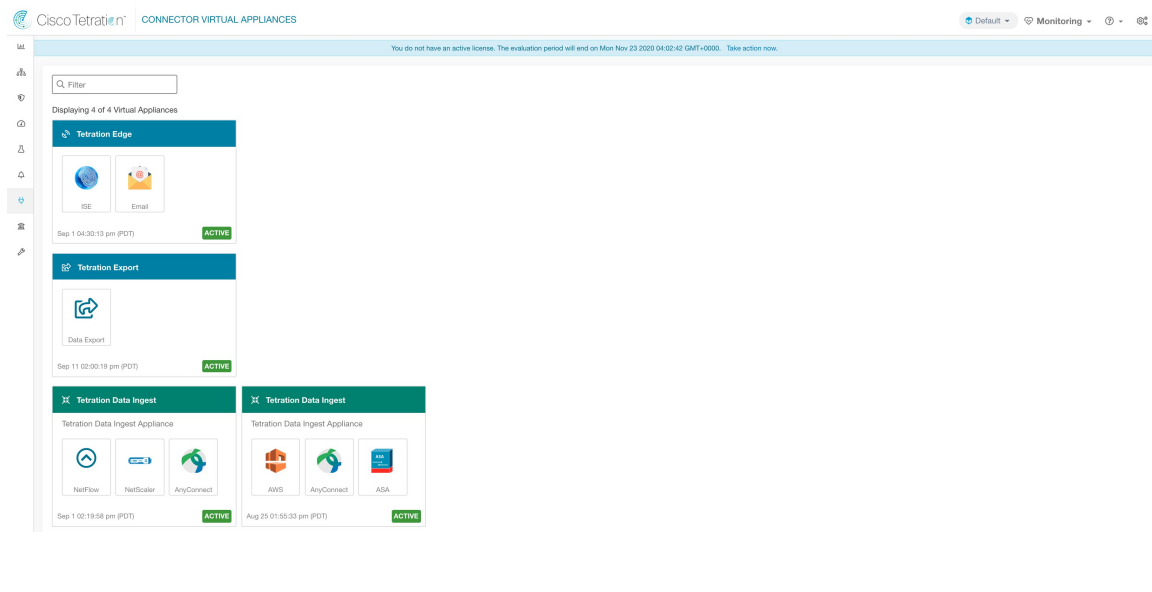 Cisco Tetration™ CONNECTOR VIRTUAL APPLIANCES Default Monitoring
You do not have an active license. The evaluation period will end on Mon Nov 23 2020 04:02:42 GMT+0000. Take action now.
Filter
Displaying 4 of 4 Virtual Appliances
Tetration Edge
ISE Email
Sep 1 04:30:13 pm (PDT) ACTIVE
Tetration Export
Data Export
Sep 11 02:00:19 pm (PDT) ACTIVE
Tetration Data Ingest
Tetration Data Ingest Appliance
NetFlow NetScaler AnyConnect
Sep 1 02:19:58 pm (PDT) ACTIVE
Tetration Data Ingest
Tetration Data Ingest Appliance
AWS AnyConnect ASA
ASA
Aug 25 01:55:33 pm (PDT) ACTIVE